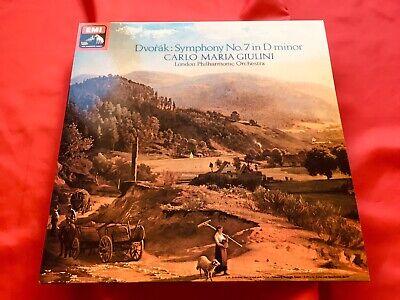 EMI
Dvořák: Symphony No.7 in D minor
CARLO MARIA GIULINI
London Philharmonic Orchestra